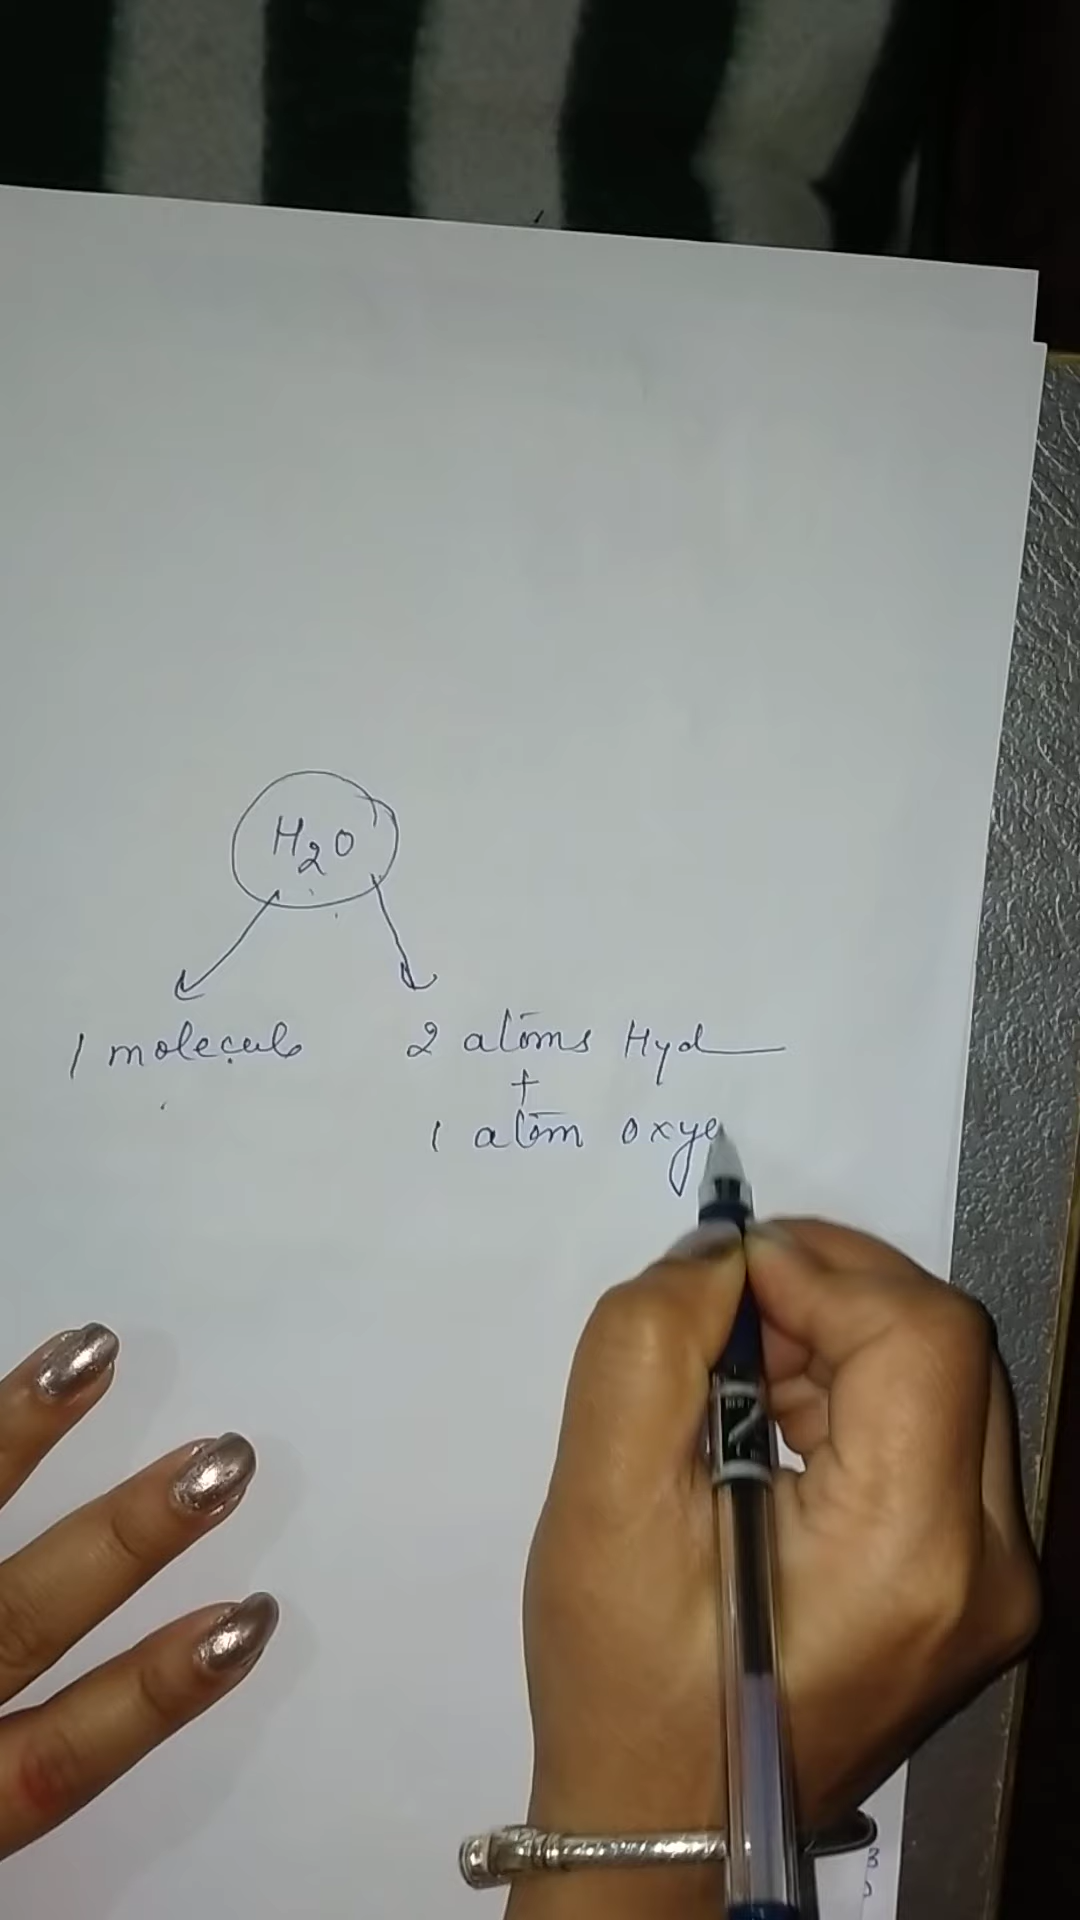 H₂O
1 molecule 2 atoms Hyd
+
1 atom oxye